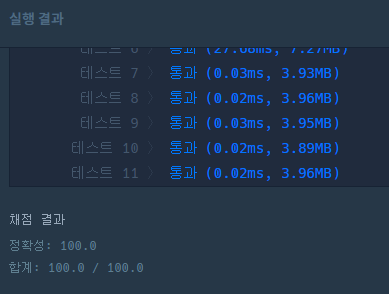 실행 결과
테스트 6 〉 통과 (27.66ms, 7.27MB)
테스트 7 〉 통과 (0.03ms, 3.93MB)
테스트 8 〉 통과 (0.02ms, 3.96MB)
테스트 9 〉 통과 (0.03ms, 3.95MB)
테스트 10 〉 통과 (0.02ms, 3.89MB)
테스트 11 〉 통과 (0.02ms, 3.96MB)
채점 결과
정확성: 100.0
합계: 100.0 / 100.0